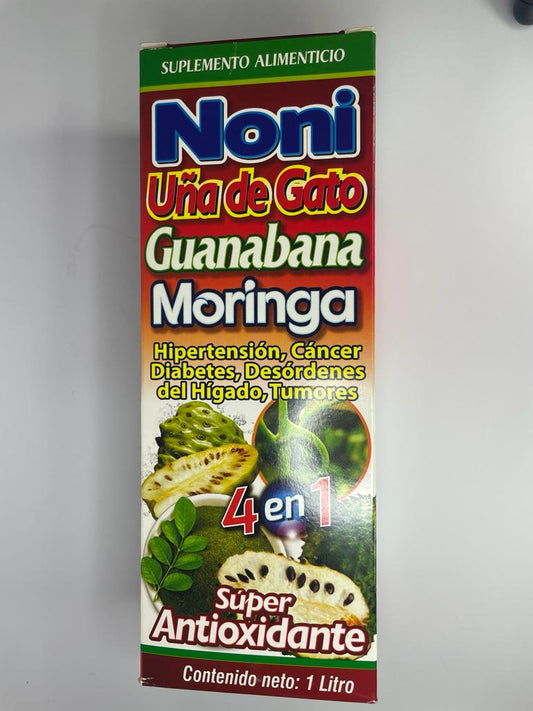 SUPLEMENTO ALIMENTICIO
Noni
Uña de Gato
Guanabana
Moringa
Hipertensión, Cáncer
Diabetes, Desórdenes
del Hígado, Tumores
4 en 1
Súper
Antioxidante
Contenido neto: 1 Litro